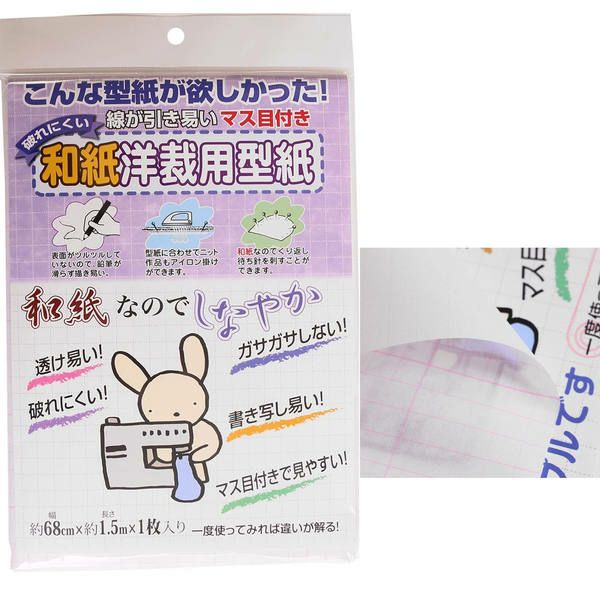 こんな型紙が欲しかった!
破れにくい
線が引き易い マス目付き
和紙洋裁用型紙
表面がツルツルして
いないので、鉛筆が
滑らず描き易い。
型紙に合わせてニット
作品もアイロン掛け
ができます。
和紙なのでくり返し
待ち針を刺すことが
できます。
和紙なのでしなやか
透け易い!
ガサガサしない!
破れにくい!
書き写し易い!
マス目付きで見やすい!
幅 長さ
約68cm×約1.5m×1枚入り
一度使ってみれば違いが解る!
マス目
一度使っ
プルです